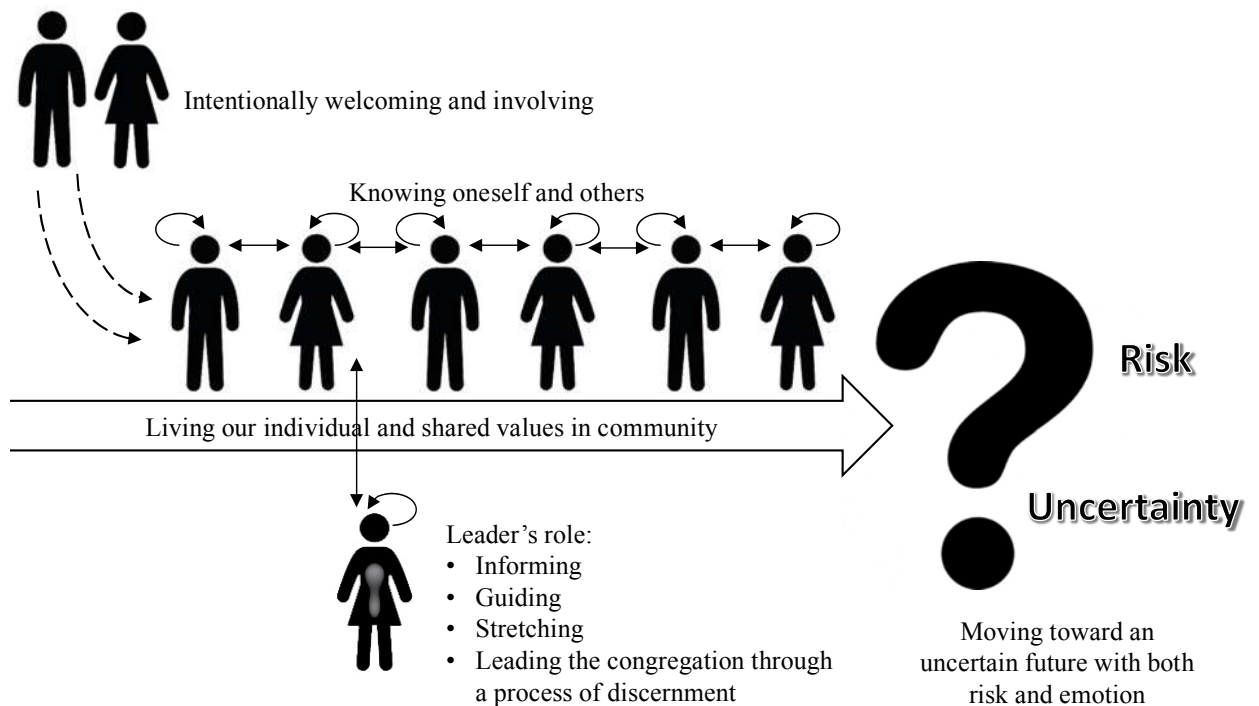 Intentionally welcoming and involving
Knowing oneself and others
Risk
Living our individual and shared values in community
Uncertainty
Leader’s role:
• Informing
• Guiding
• Stretching
• Leading the congregation through
a process of discernment
Moving toward an
uncertain future with both
risk and emotion